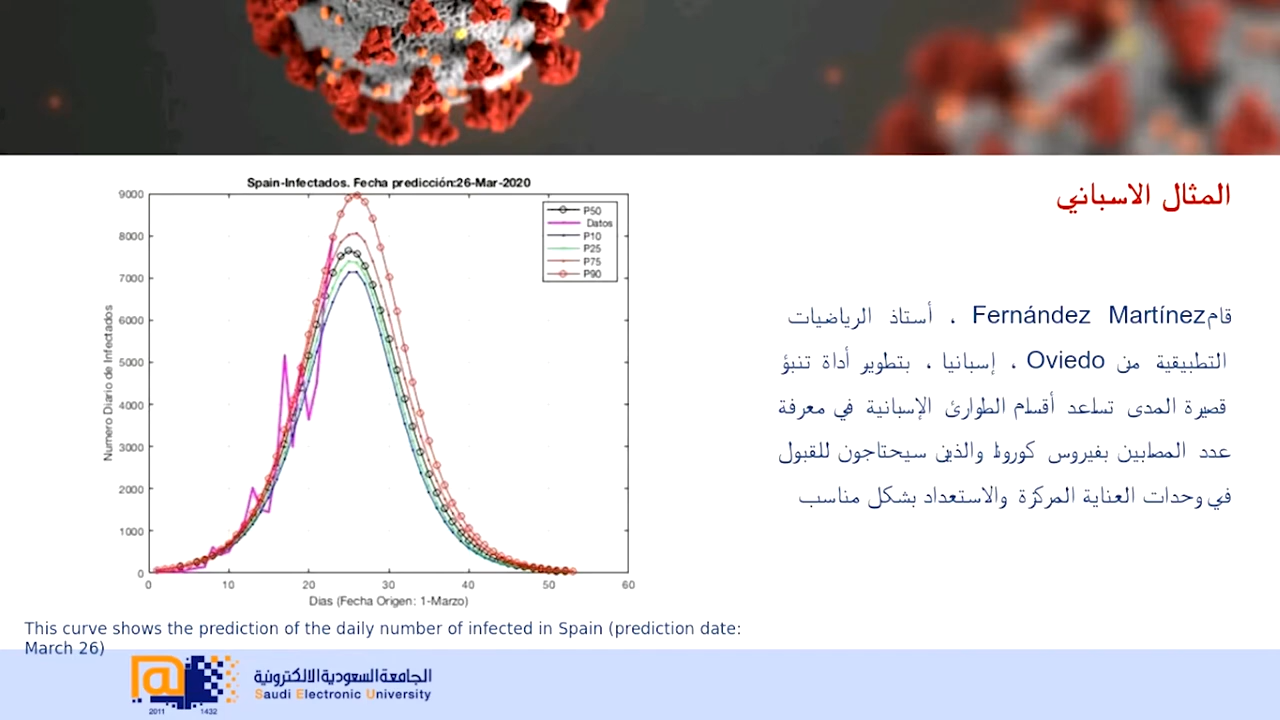 Spain-Infectados. Fecha predicción:26-Mar-2020
9000
8000
7000
6000
5000
4000
3000
2000
1000
0
Numero Diario de Infectados
P50
Datos
P10
P25
P75
P90
0 10 20 30 40 50 60
Dias (Fecha Origen: 1-Marzo)
This curve shows the prediction of the daily number of infected in Spain (prediction date:
March 26)
المثال الاسباني
قام Fernández Martínez ، أستاذ الرياضيات
التطبيقية من Oviedo ، إسبانيا ، بتطوير أداة تنبؤ
قصيرة المدى تساعد أقسام الطوارئ الإسبانية في معرفة
عدد المصابين بفيروس كورونا والذين سيحتاجون للقبول
في وحدات العناية المركزة والاستعداد بشكل مناسب
الجامعة السعودية الالكترونية
Saudi Electronic University
2011 1432